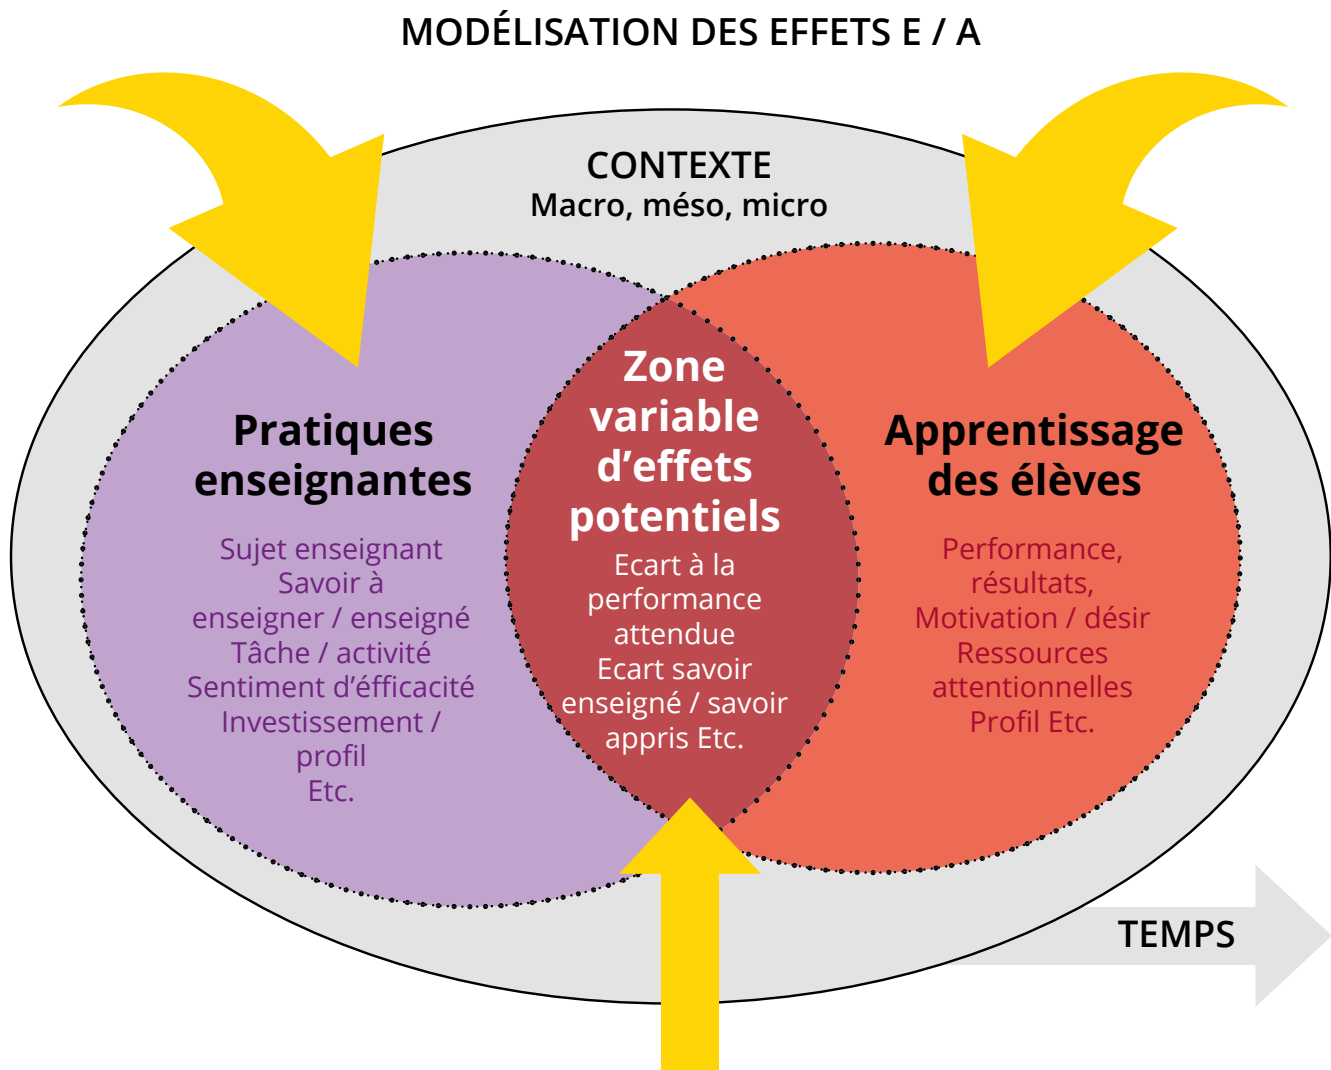 MODÉLISATION DES EFFETS E / A
CONTEXTE
Macro, méso, micro
Pratiques
enseignantes
Sujet enseignant
Savoir à
enseigner / enseigné
Tâche / activité
Sentiment d’éfficacité
Investissement /
profil
Etc.
Zone
variable
d’effets
potentiels
Ecart à la
performance
attendue
Ecart savoir
enseigné / savoir
appris Etc.
Apprentissage
des élèves
Performance,
résultats,
Motivation / désir
Ressources
attentionnelles
Profil Etc.
TEMPS